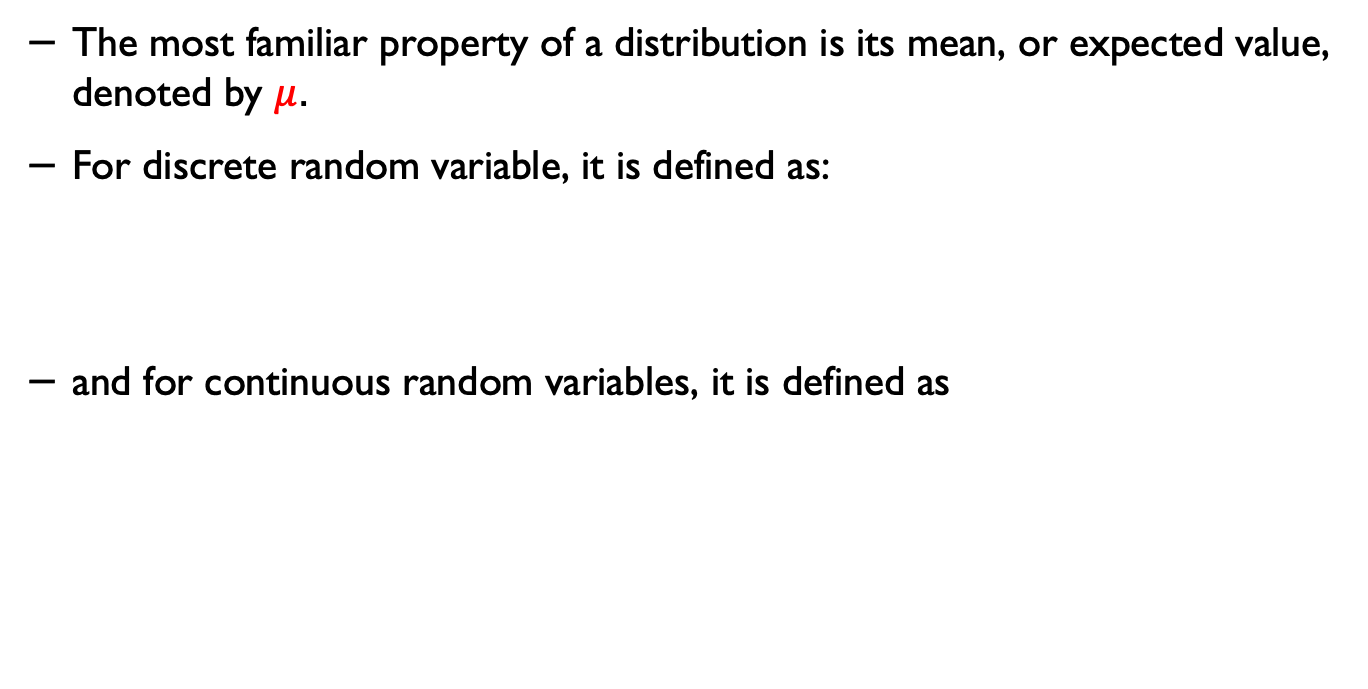 – The most familiar property of a distribution is its mean, or expected value,
denoted by μ.
– For discrete random variable, it is defined as:
– and for continuous random variables, it is defined as